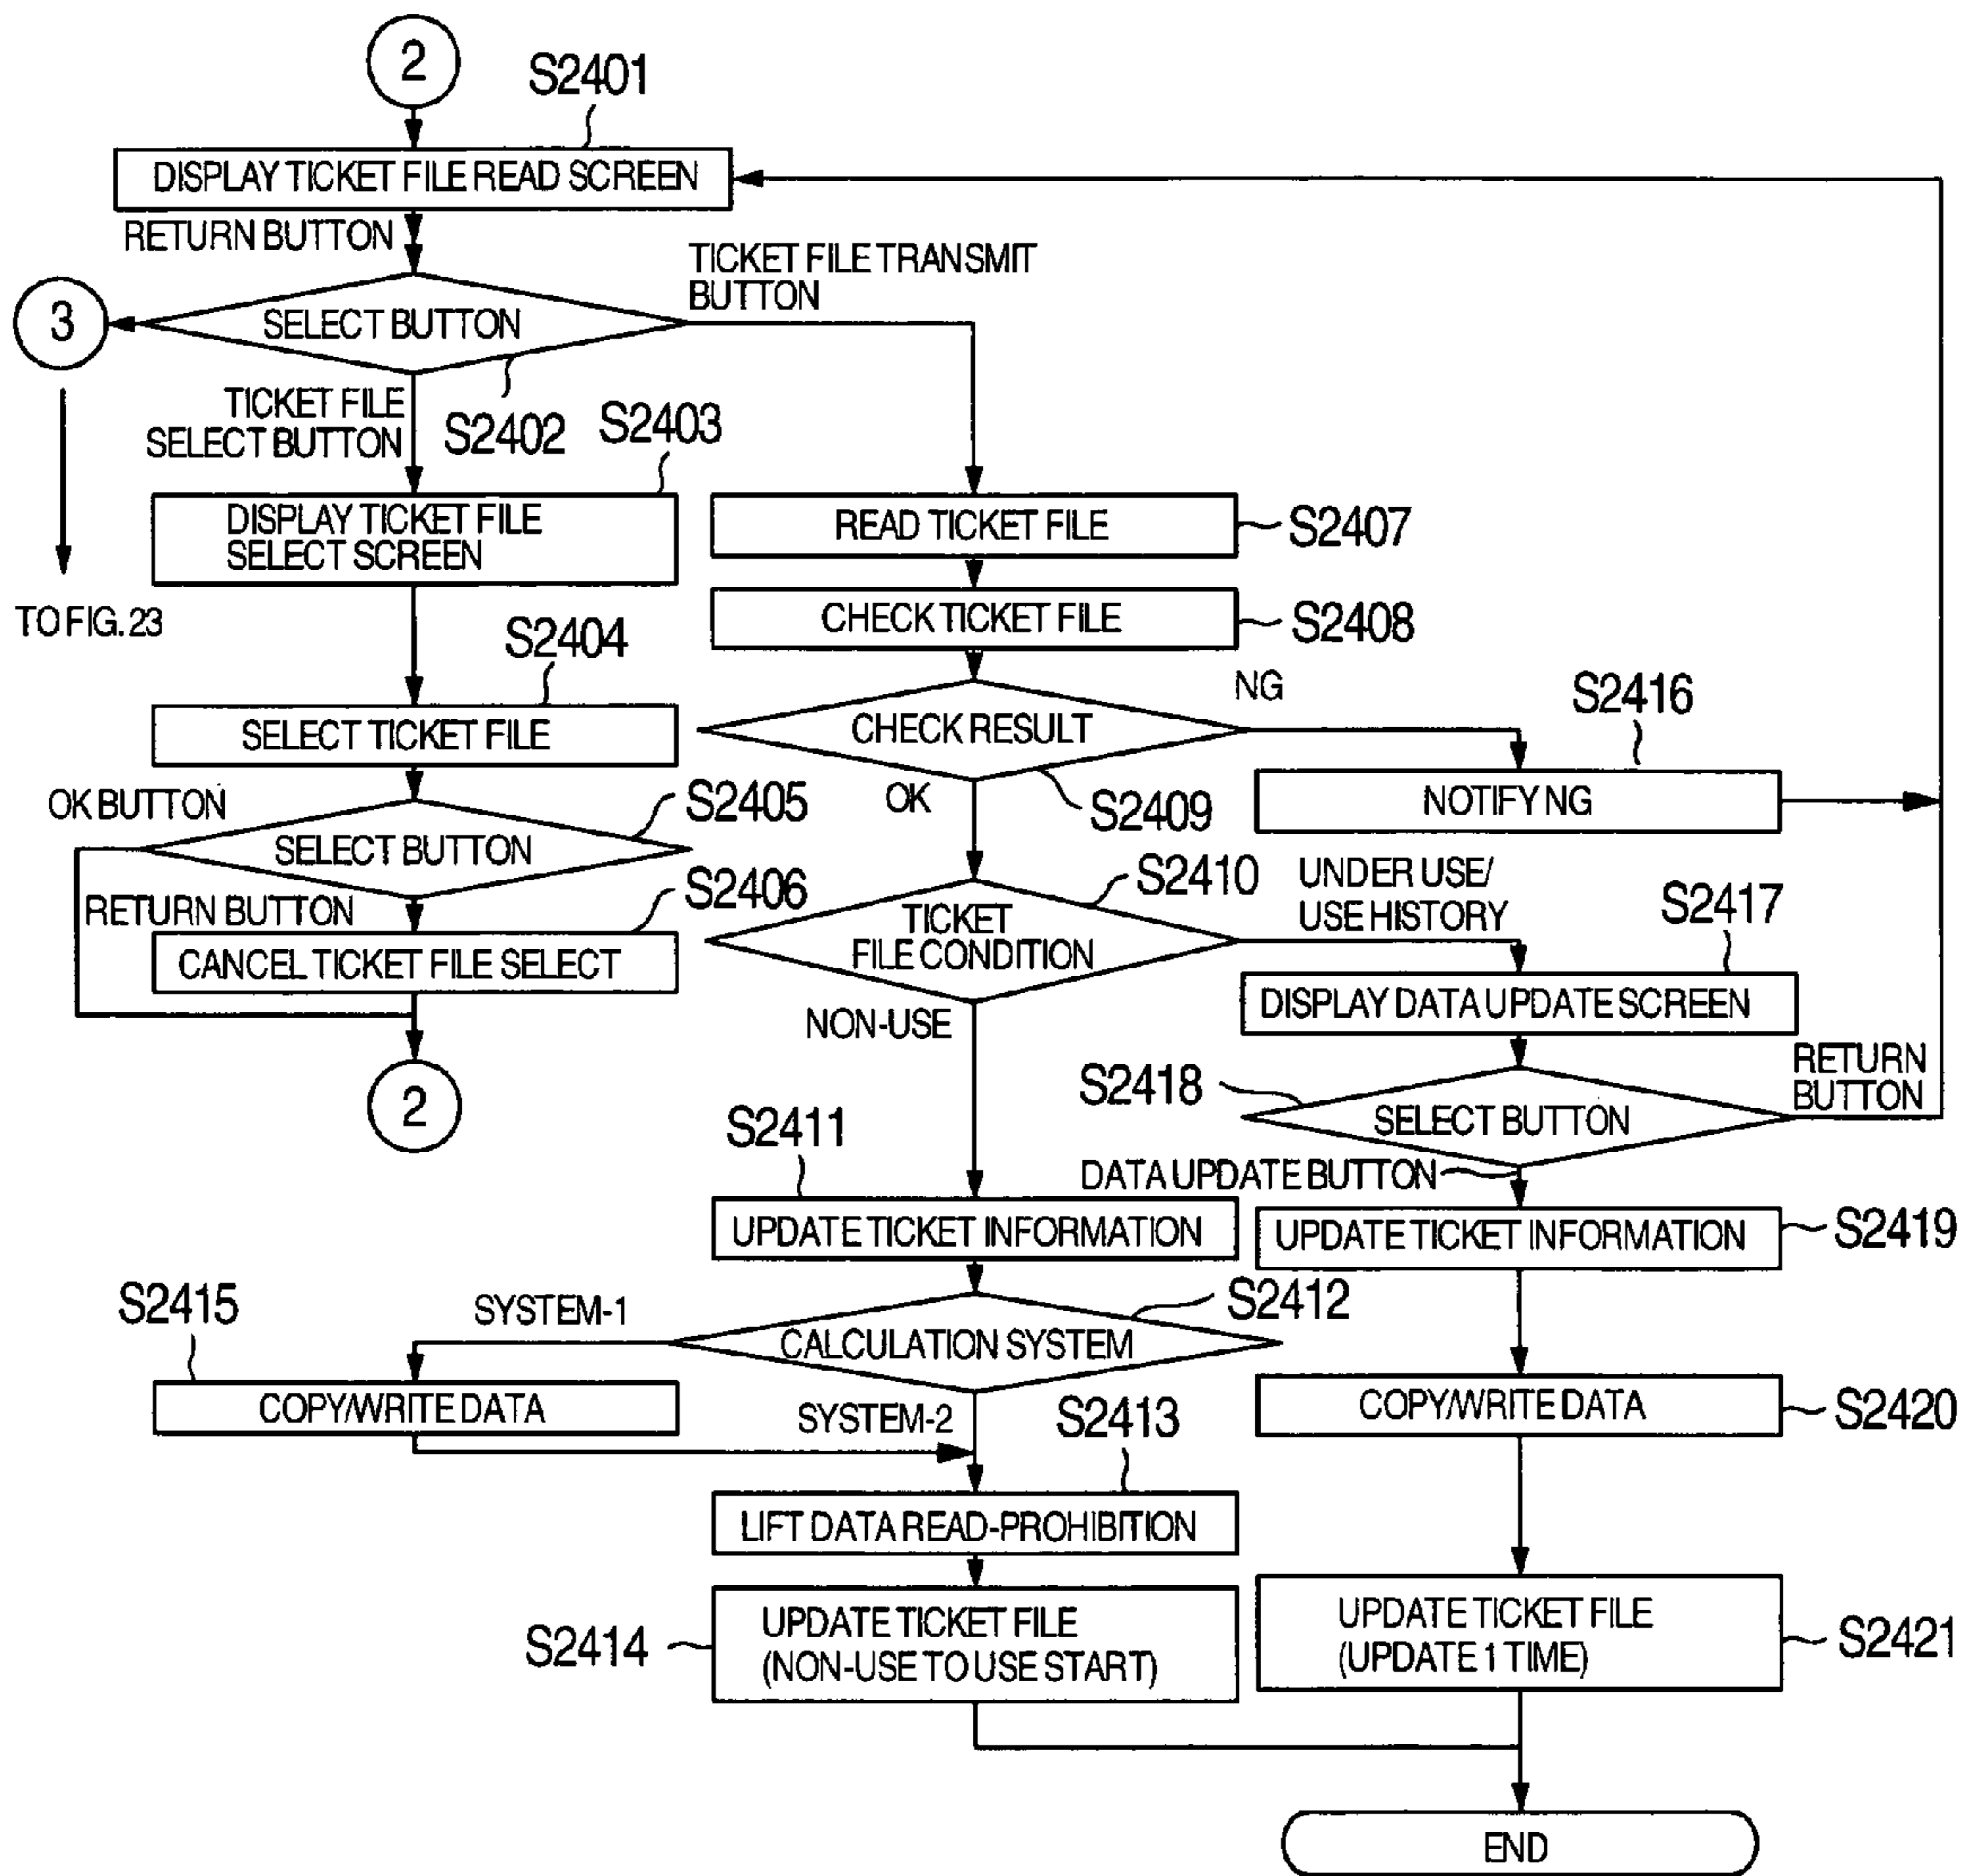 2
S2401
DISPLAY TICKET FILE READ SCREEN
RETURN BUTTON
TICKET FILE TRANSMIT
BUTTON
3
SELECT BUTTON
S2402
TICKET FILE
SELECT BUTTON
S2403
DISPLAY TICKET FILE
SELECT SCREEN
READ TICKET FILE
S2407
TO FIG. 23
CHECK TICKET FILE
S2408
S2404
SELECT TICKET FILE
CHECK RESULT
NG
S2416
OK
S2409
NOTIFY NG
OK BUTTON
S2405
SELECT BUTTON
S2406
RETURN BUTTON
CANCEL TICKET FILE SELECT
2
S2410
TICKET
FILE CONDITION
UNDER USE/
USE HISTORY
S2417
NON-USE
DISPLAY DATA UPDATE SCREEN
S2418
SELECT BUTTON
RETURN
BUTTON
S2411
DATA UPDATE BUTTON
UPDATE TICKET INFORMATION
UPDATE TICKET INFORMATION
S2419
S2415
SYSTEM-1
S2412
CALCULATION SYSTEM
COPY/WRITE DATA
SYSTEM-2
S2413
COPY/WRITE DATA
S2420
LIFT DATA READ-PROHIBITION
S2414
UPDATE TICKET FILE
(NON-USE TO USE START)
UPDATE TICKET FILE
(UPDATE 1 TIME)
S2421
END